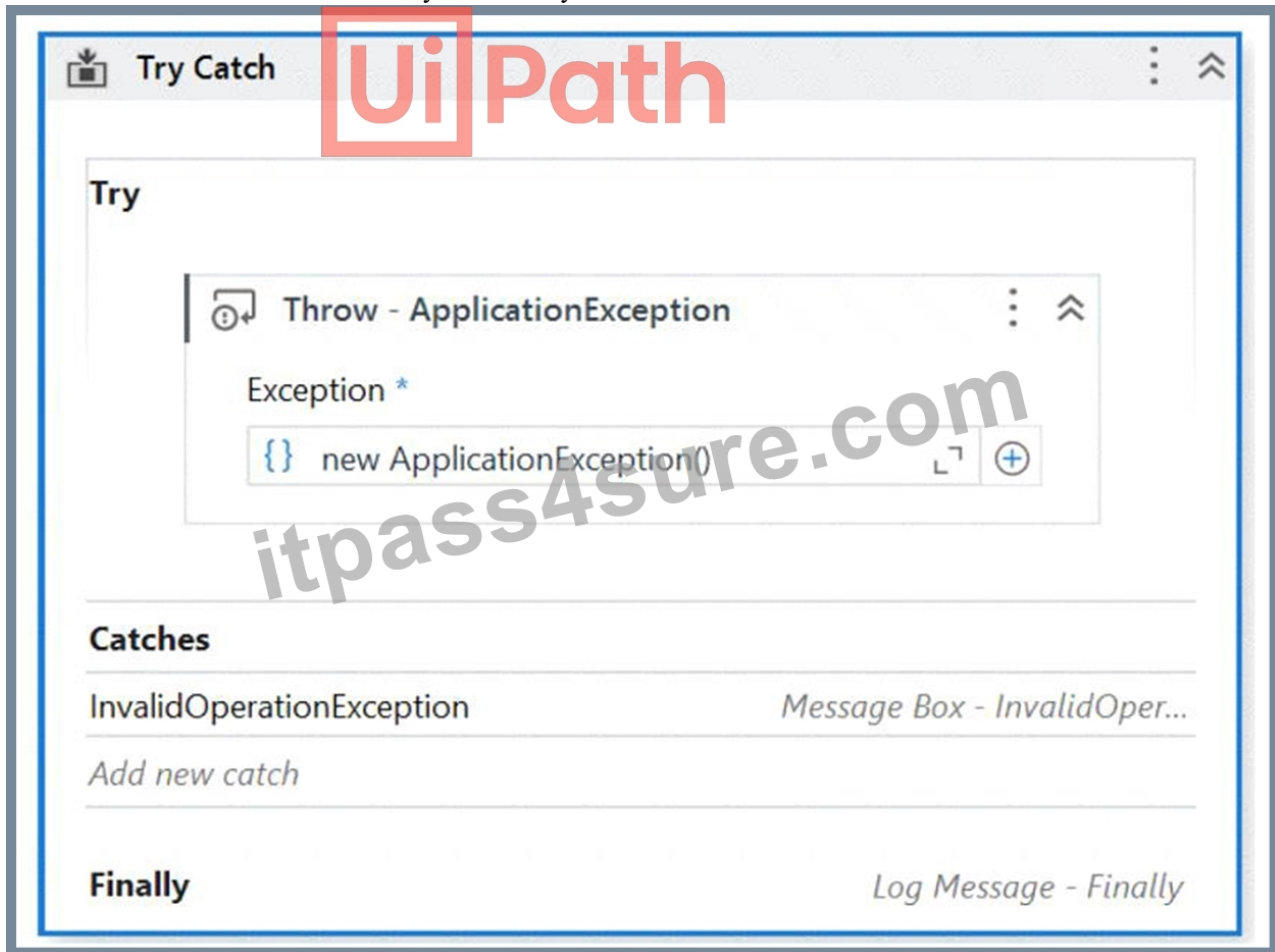 Try Catch
UiPath
Try
Throw - ApplicationException
Exception *
{} new ApplicationException()
itpass4sure.com
Catches
InvalidOperationException Message Box - InvalidOper...
Add new catch
Finally Log Message - Finally